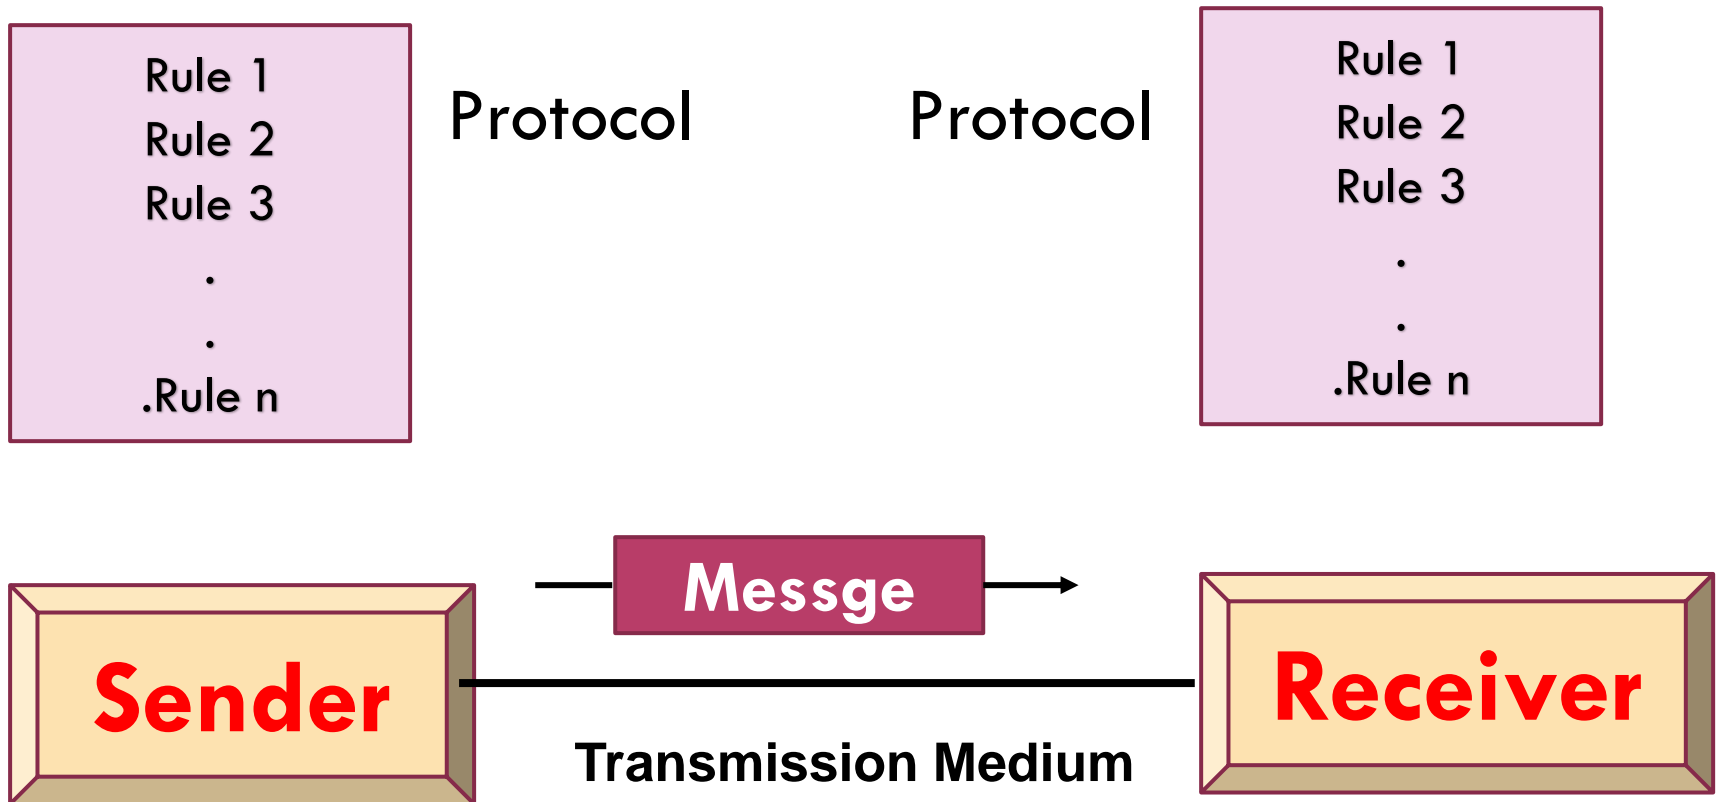 Rule 1
Rule 2
Rule 3
.
.
.Rule n
Protocol
Protocol
Rule 1
Rule 2
Rule 3
.
.
.Rule n
Messge
Sender
Receiver
Transmission Medium